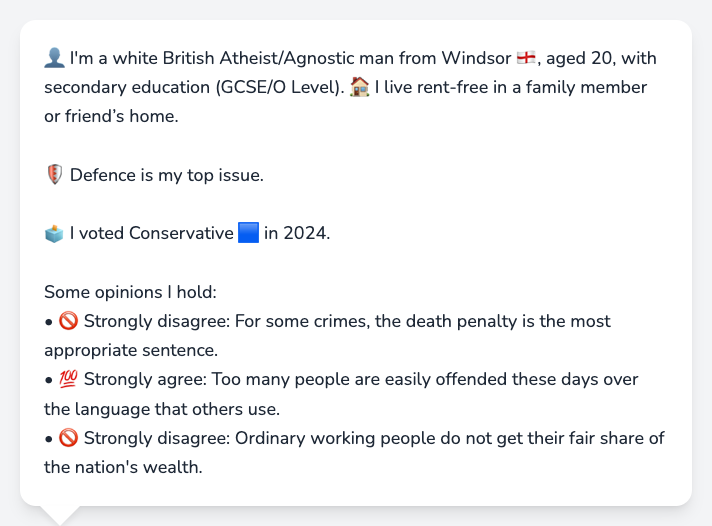 👤 I'm a white British Atheist/Agnostic man from Windsor 🏴󠁧󠁢󠁥󠁮󠁧󠁿, aged 20, with
secondary education (GCSE/O Level). 🏠 I live rent-free in a family member
or friend’s home.
🛡️ Defence is my top issue.
🗳️ I voted Conservative 🟦 in 2024.
Some opinions I hold:
• 🚫 Strongly disagree: For some crimes, the death penalty is the most
appropriate sentence.
• 💯 Strongly agree: Too many people are easily offended these days over
the language that others use.
• 🚫 Strongly disagree: Ordinary working people do not get their fair share of
the nation's wealth.